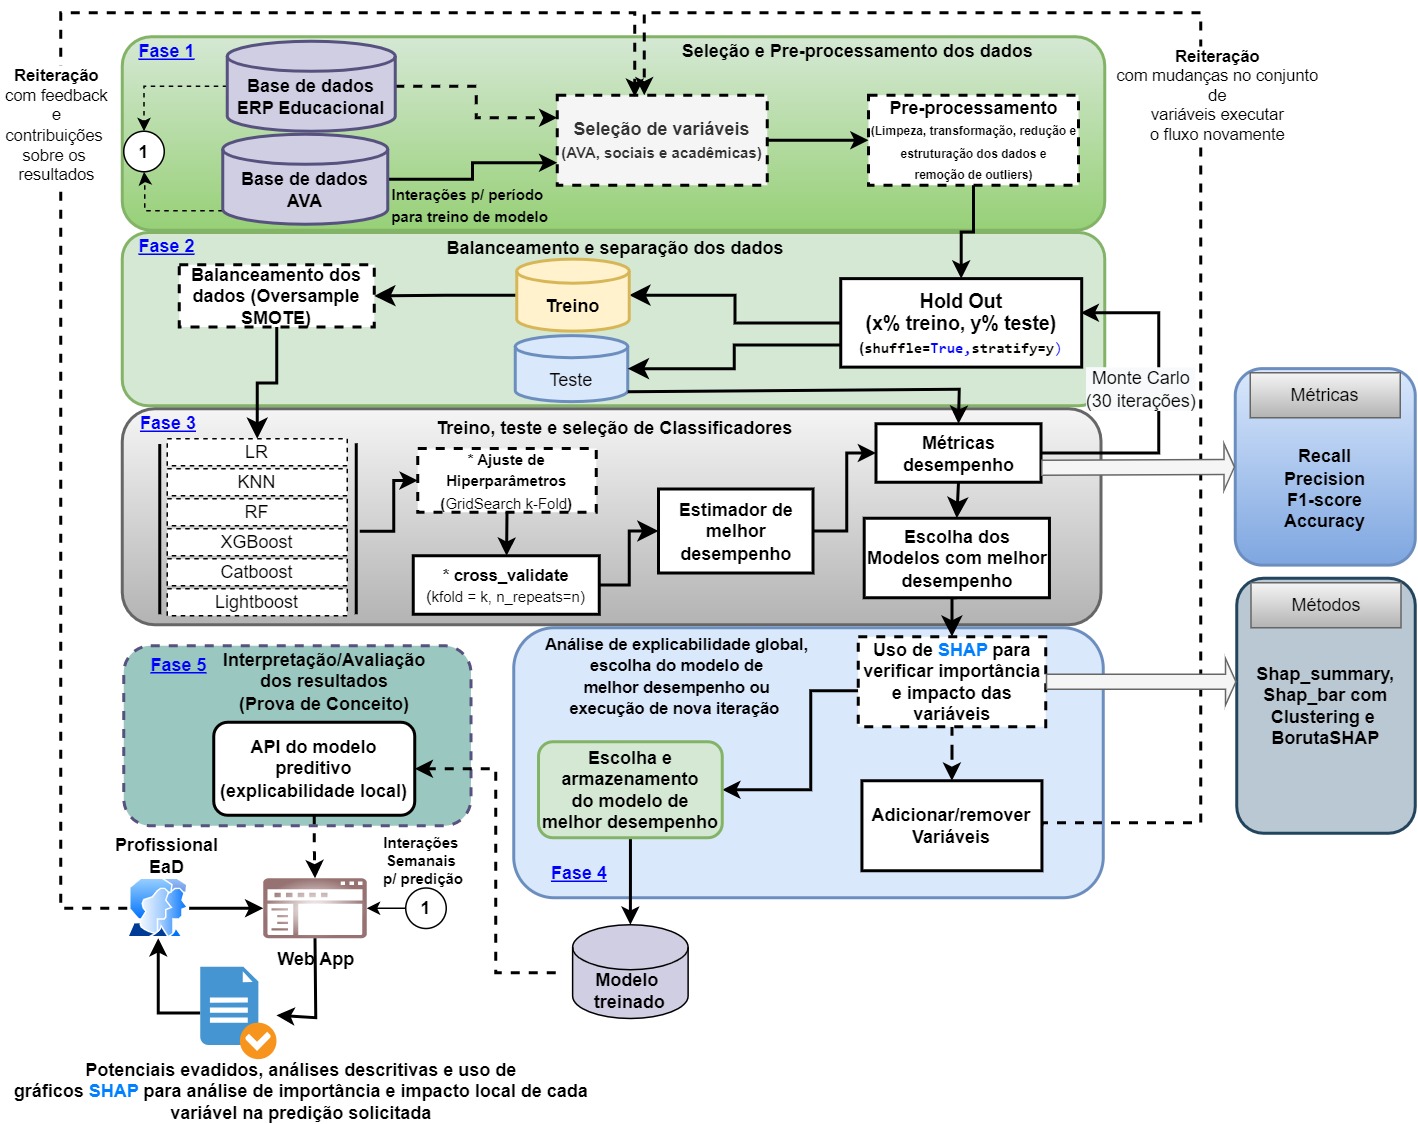 Fase 1
Seleção e Pre-processamento dos dados
Reiteração
com feedback
e
contribuições
sobre os
resultados
Reiteração
com mudanças no conjunto
de
variáveis executar
o fluxo novamente
Base de dados
ERP Educacional
1
Base de dados
AVA
Interações p/ período
para treino de modelo
Seleção de variáveis
(AVA, sociais e acadêmicas)
Pre-processamento
(Limpeza, transformação, redução e
estruturação dos dados e
remoção de outliers)
Fase 2
Balanceamento e separação dos dados
Balanceamento dos
dados (Oversample
SMOTE)
Treino
Teste
Hold Out
(x% treino, y% teste)
(shuffle=True,stratify=y)
Monte Carlo
(30 iterações)
Fase 3
Treino, teste e seleção de Classificadores
LR
KNN
RF
XGBoost
Catboost
Lightboost
* Ajuste de
Hiperparâmetros
(GridSearch k-Fold)
* cross_validate
(kfold = k, n_repeats=n)
Estimador de
melhor
desempenho
Métricas
desempenho
Escolha dos
Modelos com melhor
desempenho
Métricas
Recall
Precision
F1-score
Accuracy
Métodos
Shap_summary,
Shap_bar com
Clustering e
BorutaSHAP
Análise de explicabilidade global,
escolha do modelo de
melhor desempenho ou
execução de nova iteração
Uso de SHAP para
verificar importância
e impacto das
variáveis
Escolha e
armazenamento
do modelo de
melhor desempenho
Adicionar/remover
Variáveis
Fase 4
Modelo
treinado
Fase 5
Interpretação/Avaliação
dos resultados
(Prova de Conceito)
API do modelo
preditivo
(explicabilidade local)
Profissional
EaD
Interações
Semanais
p/ predição
1
Web App
Potenciais evadidos, análises descritivas e uso de
gráficos SHAP para análise de importância e impacto local de cada
variável na predição solicitada